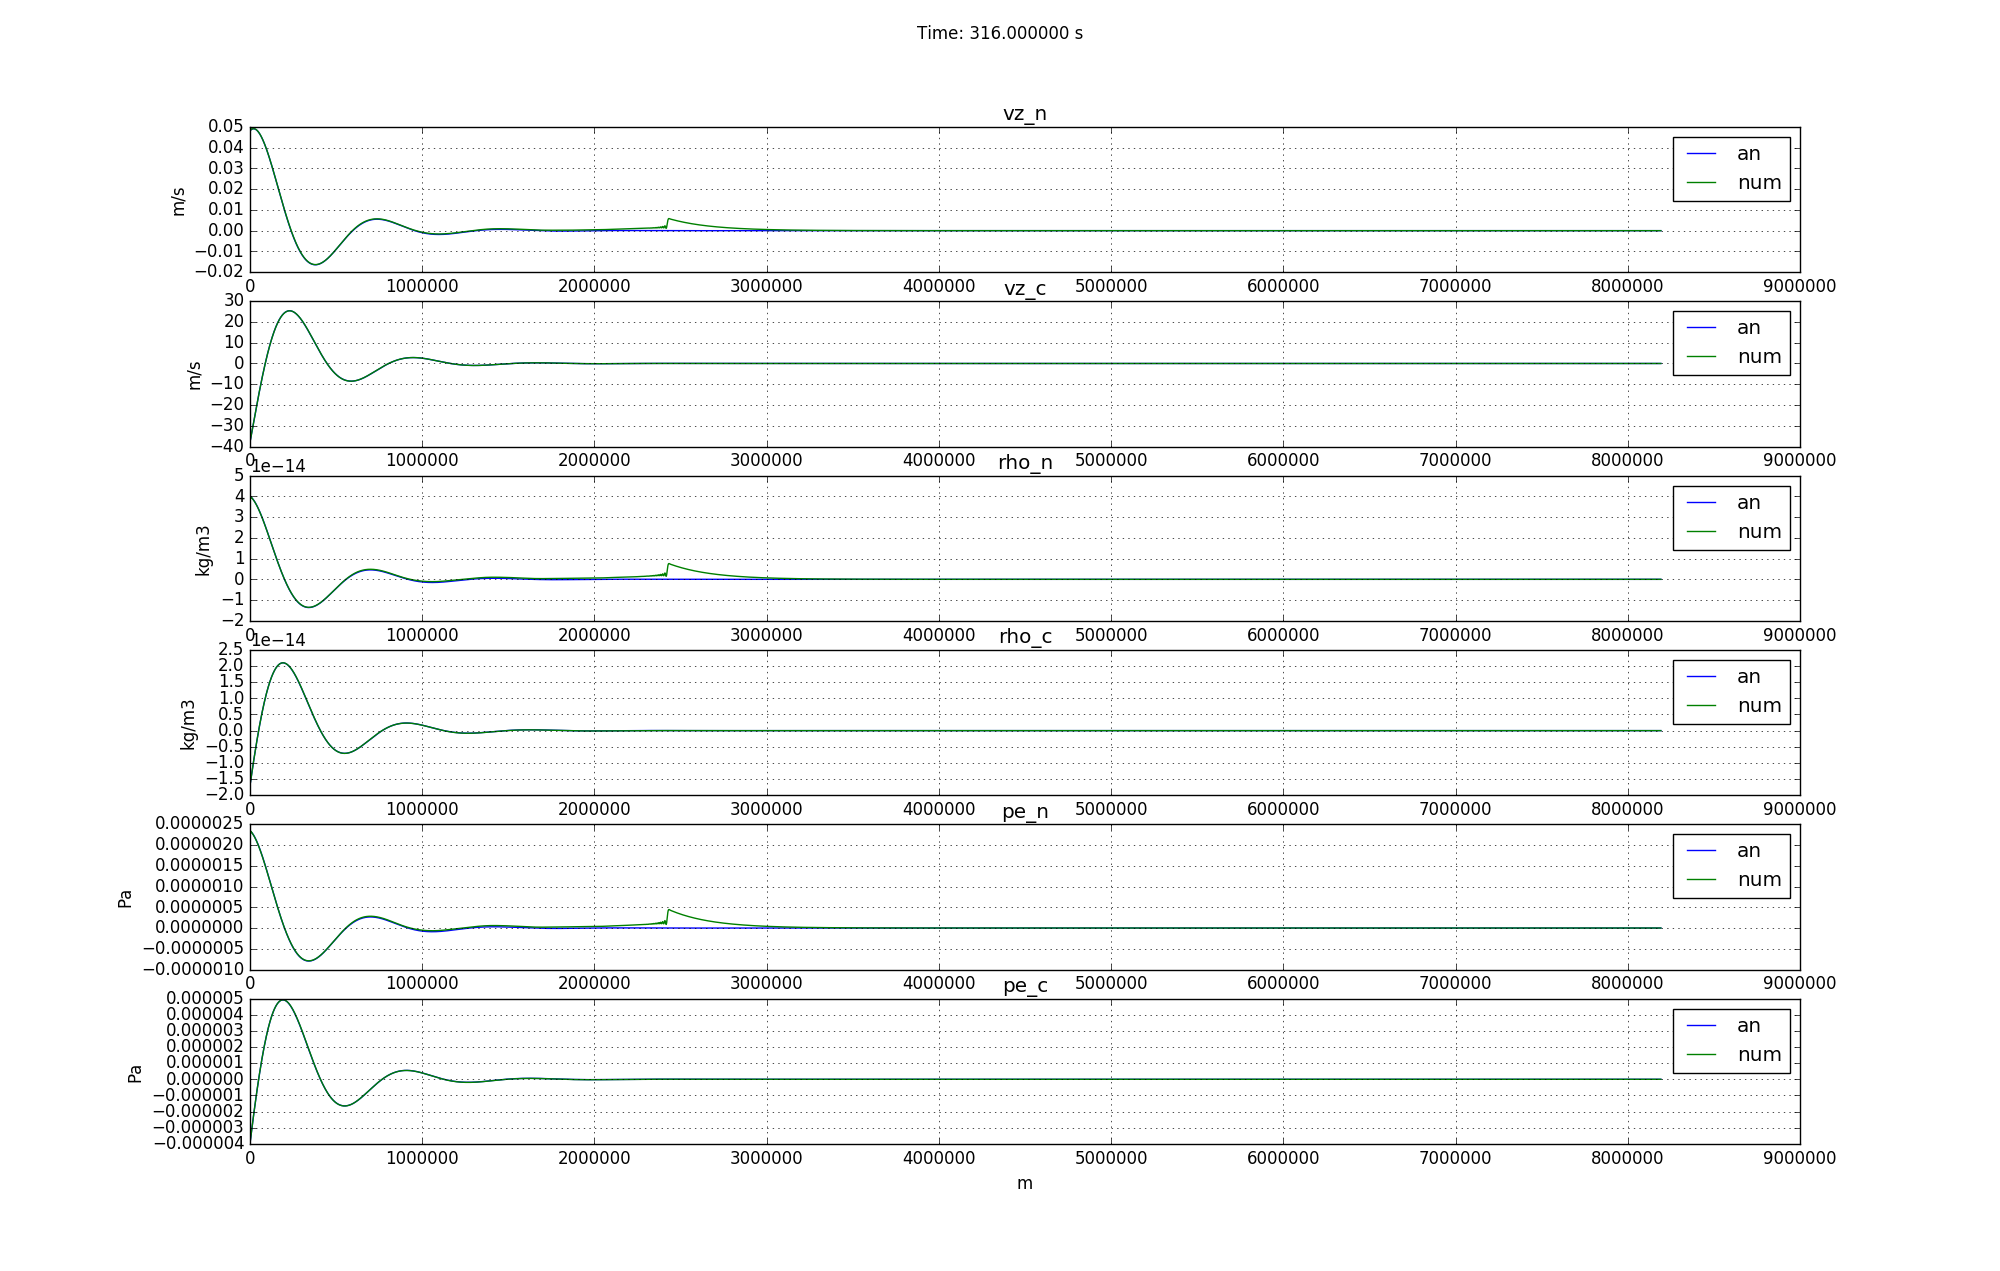 Time: 316.000000 s
vz_n
0.05
0.04
0.03
0.02
0.01
0.00
−0.01
−0.02
m/s
an
num
0 1000000 2000000 3000000 4000000 5000000 6000000 7000000 8000000 9000000
vz_c
30
20
10
0
−10
−20
−30
−40
m/s
an
num
0 1000000 2000000 3000000 4000000 5000000 6000000 7000000 8000000 9000000
1e−14
rho_n
5
4
3
2
1
0
−1
−2
kg/m3
an
num
0 1000000 2000000 3000000 4000000 5000000 6000000 7000000 8000000 9000000
1e−14
rho_c
2.5
2.0
1.5
1.0
0.5
0.0
−0.5
−1.0
−1.5
−2.0
kg/m3
an
num
0 1000000 2000000 3000000 4000000 5000000 6000000 7000000 8000000 9000000
pe_n
0.0000025
0.0000020
0.0000015
0.0000010
0.0000005
0.0000000
−0.0000005
−0.0000010
Pa
an
num
0 1000000 2000000 3000000 4000000 5000000 6000000 7000000 8000000 9000000
pe_c
0.000005
0.000004
0.000003
0.000002
0.000001
0.000000
−0.000001
−0.000002
−0.000003
−0.000004
Pa
an
num
0 1000000 2000000 3000000 4000000 5000000 6000000 7000000 8000000 9000000
m